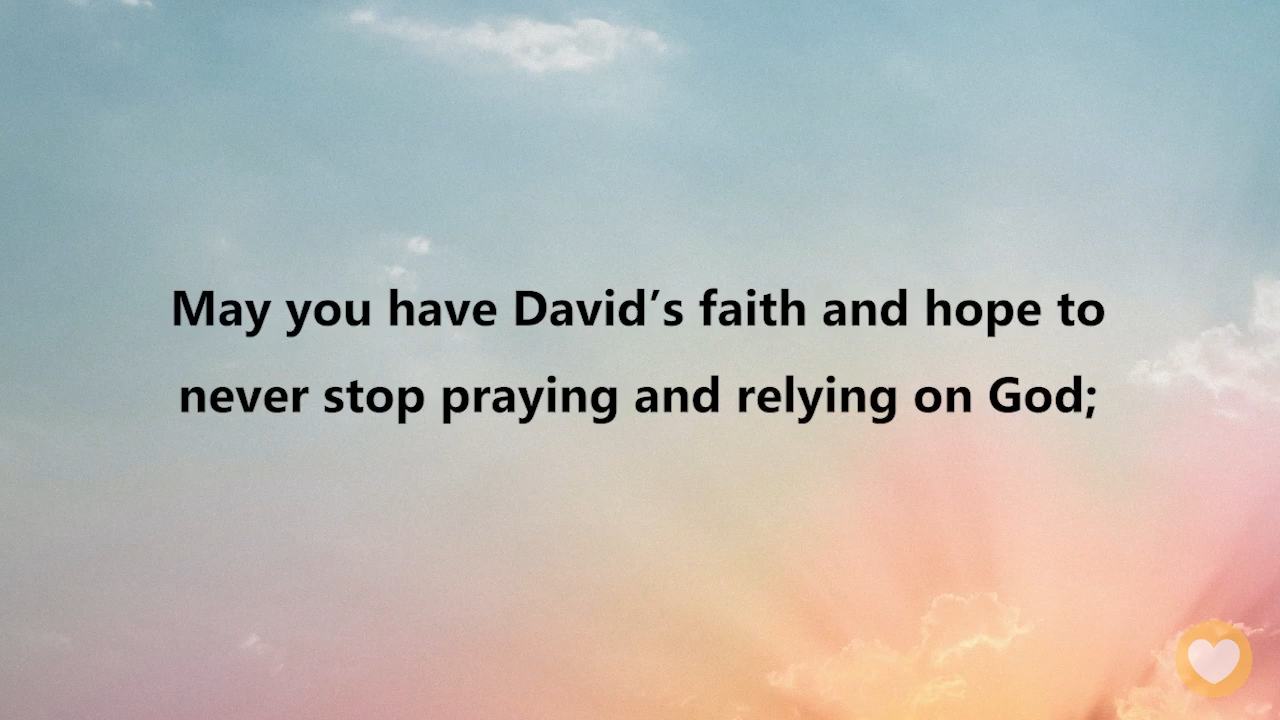 May you have David’s faith and hope to
never stop praying and relying on God;